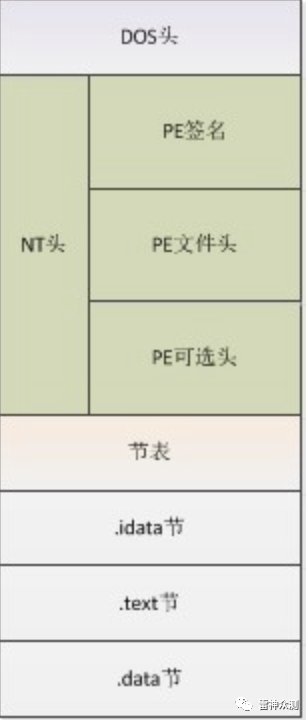 DOS头
PE签名
NT头
PE文件头
PE可选头
节表
.idata节
.text节
.data节
雷神众测